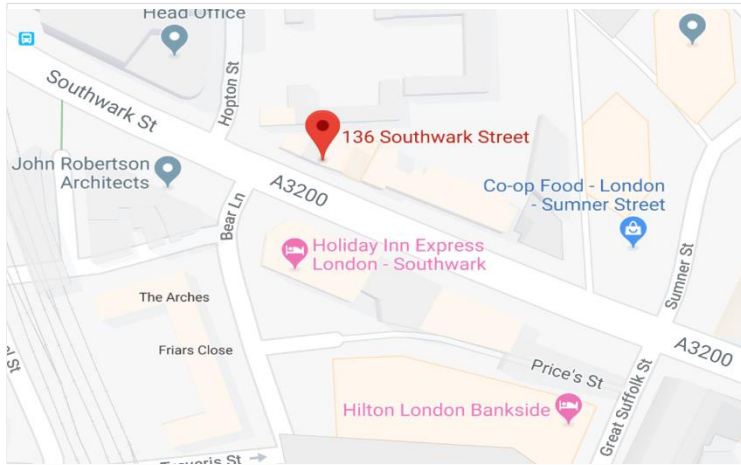 Head Office
Southwark St
Hopton St
136 Southwark Street
John Robertson
Architects
A3200
Co-op Food - London
- Sumner Street
Bear Ln
Holiday Inn Express
London - Southwark
Sumner St
The Arches
Friars Close
A3200
Price's St
Great Suffolk St
Hilton London Bankside
St